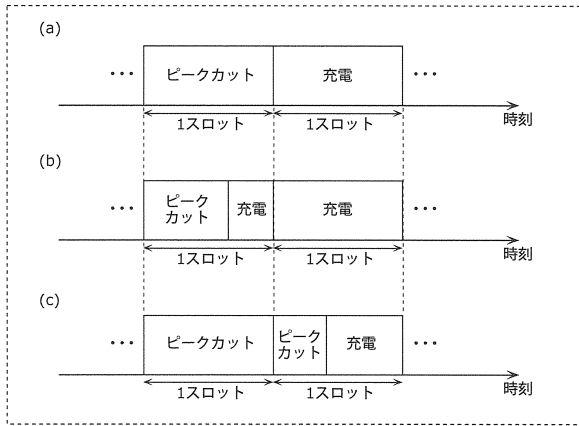 (a)
・・・ ピークカット 充電 ・・・
1スロット 1スロット 時刻
(b)
・・・ ピーク
カット 充電 充電 ・・・
1スロット 1スロット 時刻
(c)
・・・ ピークカット ピーク
カット 充電 ・・・
1スロット 1スロット 時刻